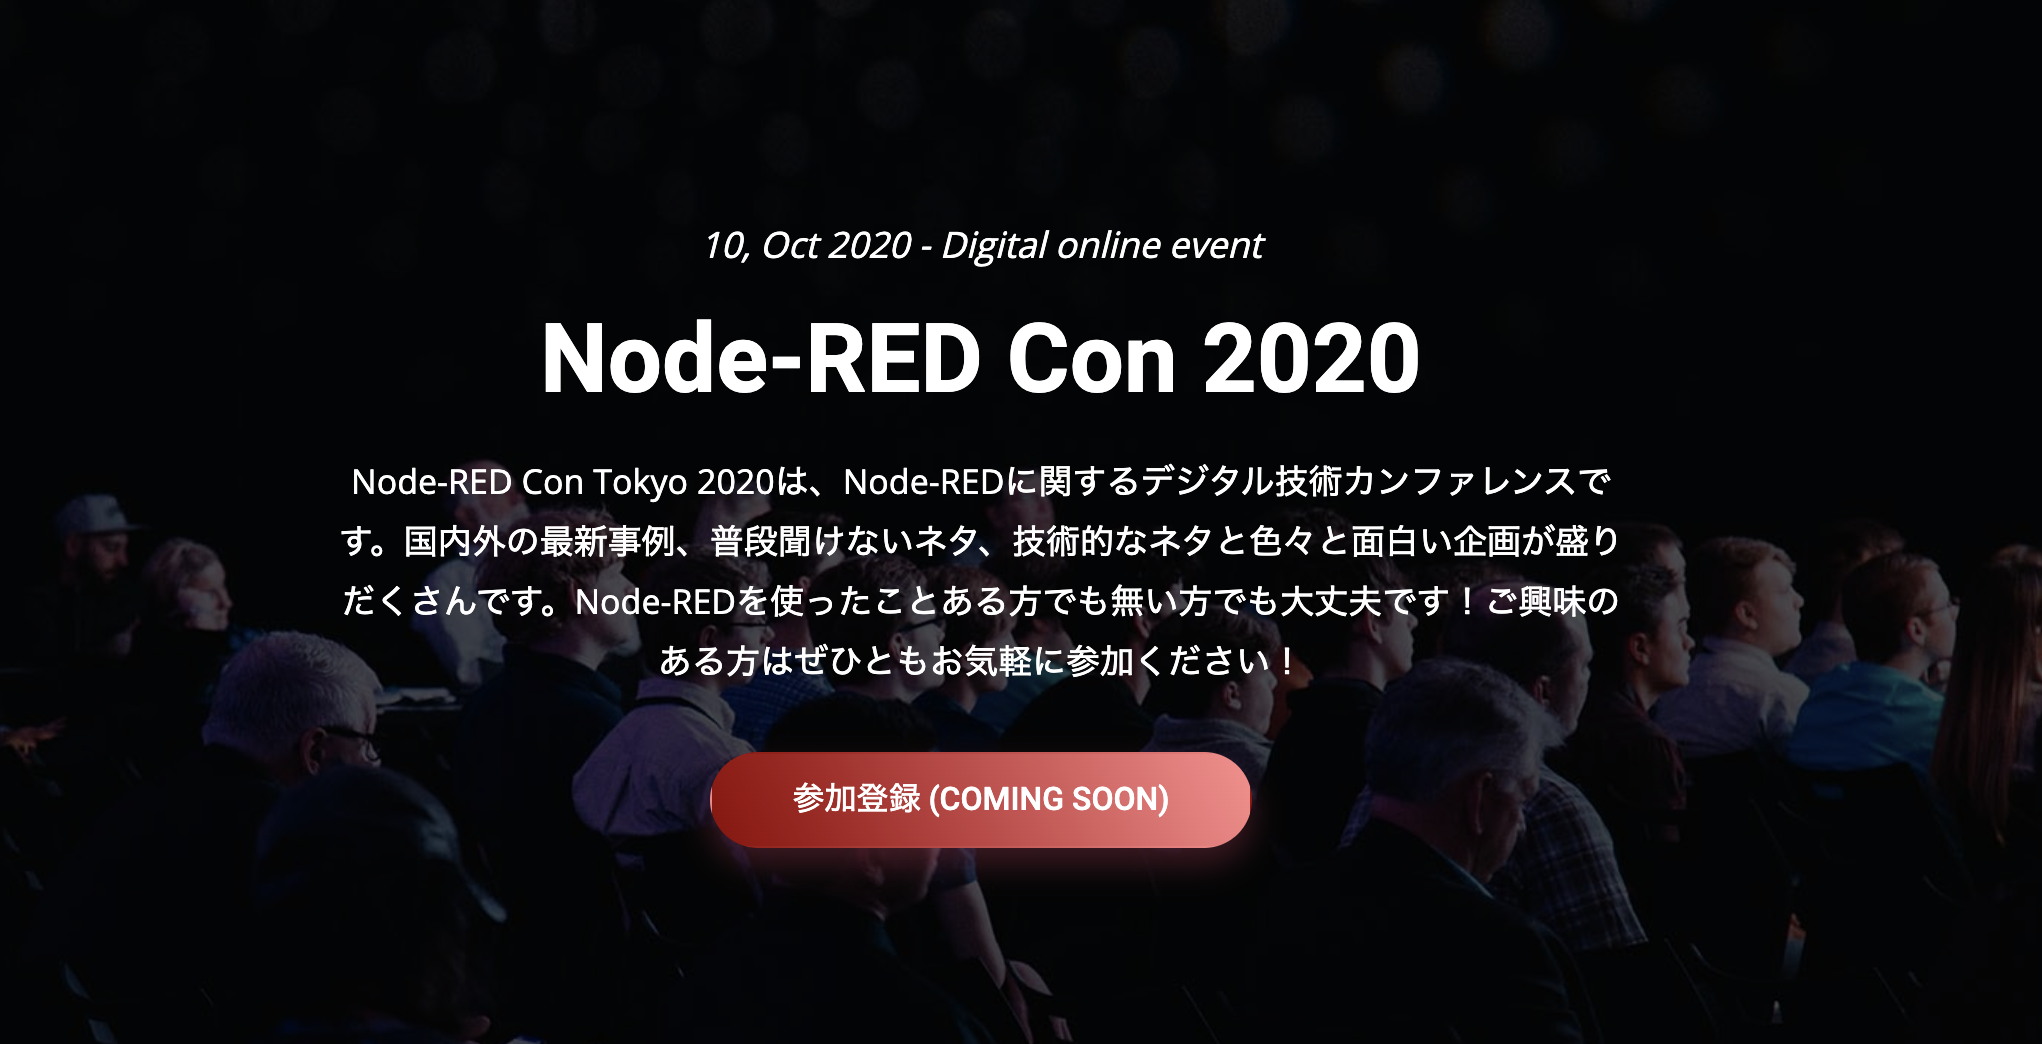 10, Oct 2020 - Digital online event
Node-RED Con 2020
Node-RED Con Tokyo 2020は、Node-REDに関するデジタル技術カンファレンスで
す。国内外の最新事例、普段聞けないネタ、技術的なネタと色々と面白い企画が盛り
だくさんです。Node-REDを使ったことある方でも無い方でも大丈夫です！ご興味の
ある方はぜひともお気軽に参加ください！
参加登録 (COMING SOON)